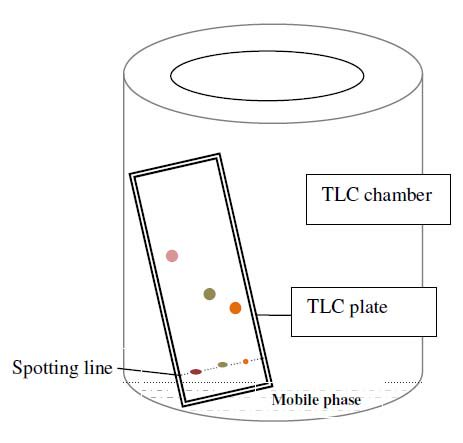 TLC chamber
TLC plate
Spotting line
Mobile phase